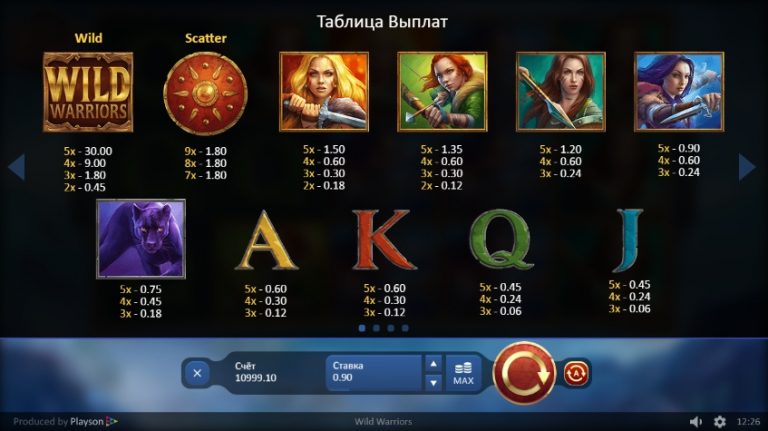 Таблица Выплат
Wild
Scatter
WILD
WARRIORS
5x - 30.00
4x - 9.00
3x - 1.80
2x - 0.45
9x - 1.80
8x - 1.80
7x - 1.80
5x - 1.50
4x - 0.60
3x - 0.30
2x - 0.18
5x - 1.35
4x - 0.60
3x - 0.30
2x - 0.12
5x - 1.20
4x - 0.60
3x - 0.24
5x - 0.90
4x - 0.60
3x - 0.24
A
K
Q
J
5x - 0.75
4x - 0.45
3x - 0.18
5x - 0.60
4x - 0.30
3x - 0.12
5x - 0.60
4x - 0.30
3x - 0.12
5x - 0.45
4x - 0.24
3x - 0.06
5x - 0.45
4x - 0.24
3x - 0.06
Счёт
10999.10
Ставка
0.90
MAX
A
Produced by Playson
Wild Warriors
12:26